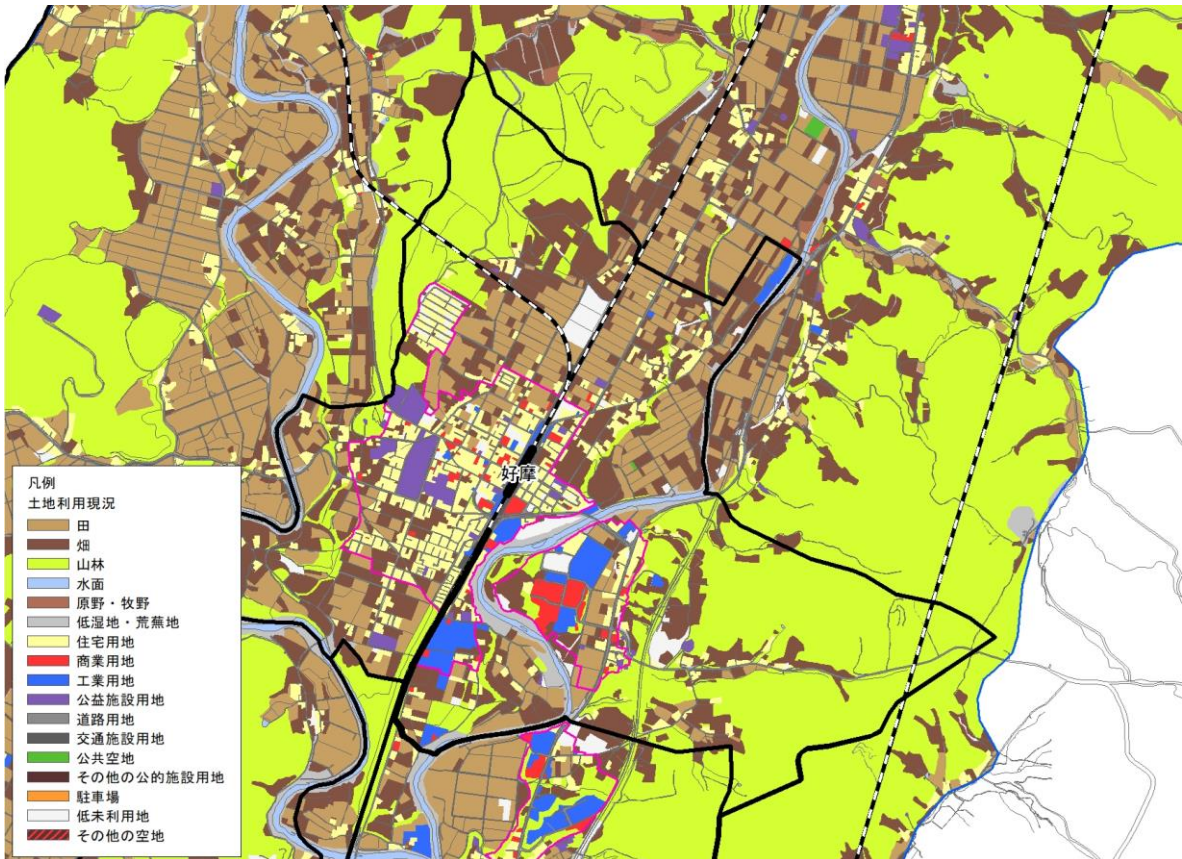 好摩
凡例
土地利用現況
田
畑
山林
水面
原野・牧野
低湿地・荒蕪地
住宅用地
商業用地
工業用地
公益施設用地
道路用地
交通施設用地
公共空地
その他の公的施設用地
駐車場
低未利用地
その他の空地